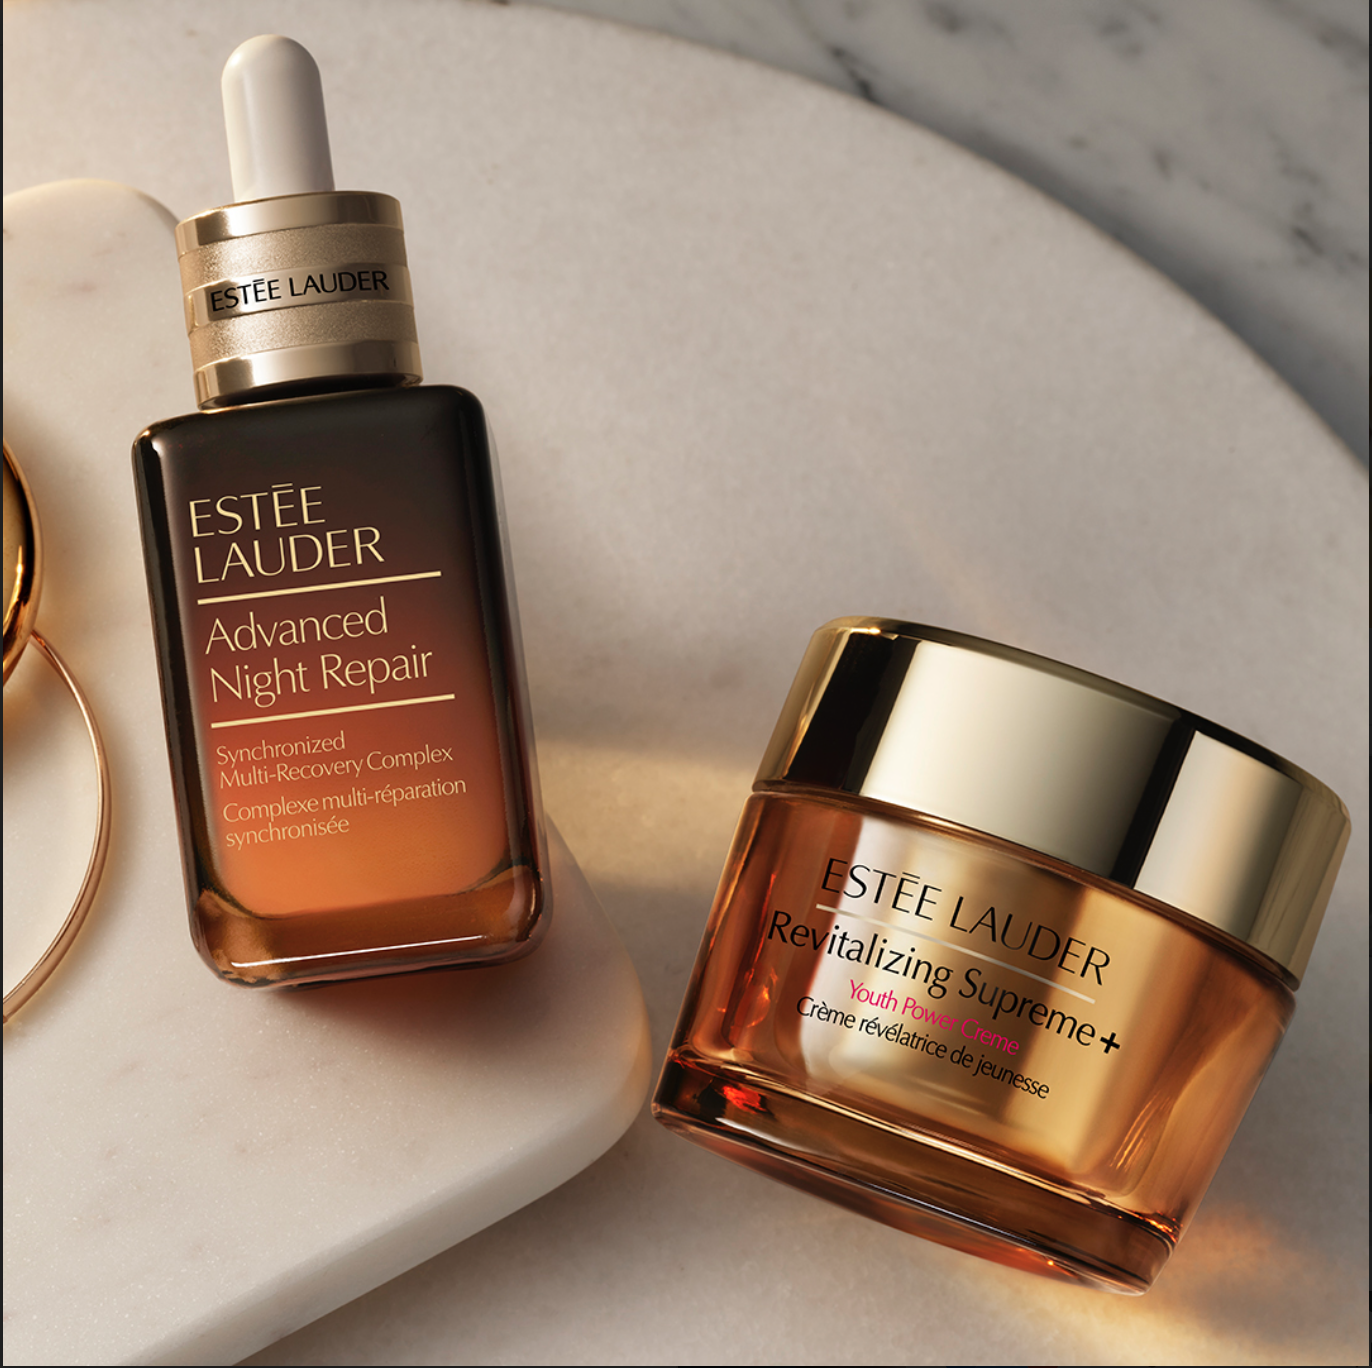 ESTĒE LAUDER
ESTĒE
LAUDER
Advanced
Night Repair
Synchronized
Multi-Recovery Complex
Complexe multi-réparation
synchronisée
ESTĒE LAUDER
Revitalizing Supreme+
Youth Power Creme
Crème révélatrice de jeunesse